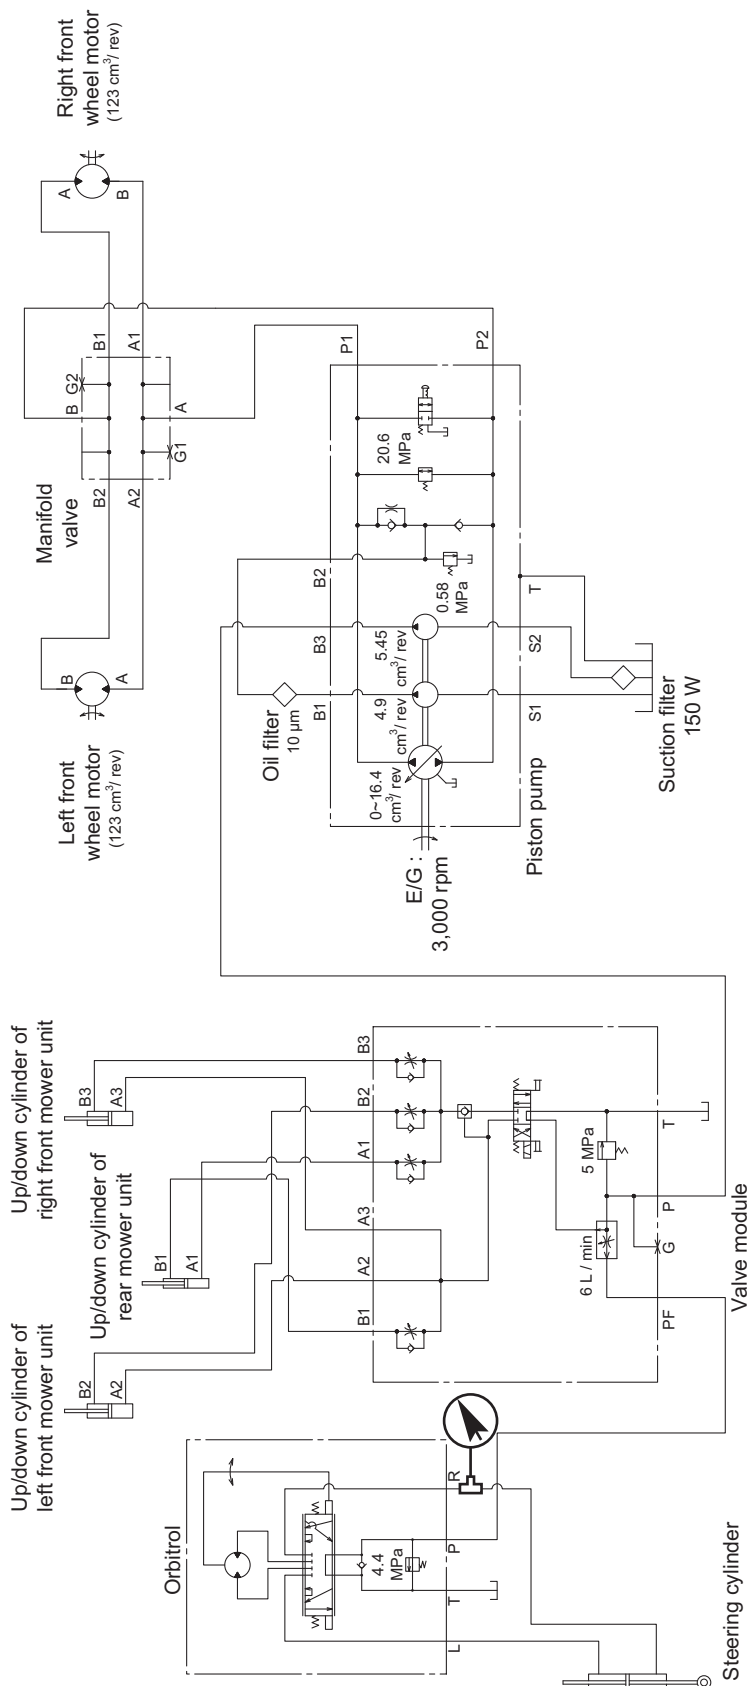 Right front
wheel motor
(123 cm³/ rev)
A
B
Manifold
valve
B1
A1
B
G2
A
G1
B2
A2
Left front
wheel motor
(123 cm³/ rev)
B
A
P1
P2
20.6
MPa
0.58
MPa
B2
T
Oil filter
10 μm
B3
B1
5.45
cm³/ rev
4.9
cm³/ rev
0~16.4
cm³/ rev
S2
S1
Suction filter
150 W
Piston pump
E/G :
3,000 rpm
Up/down cylinder of
right front mower unit
B3
A3
Up/down cylinder of
rear mower unit
B1
A1
Up/down cylinder of
left front mower unit
B2
A2
B3
B2
A1
A3
A2
B1
5 MPa
6 L / min
T
P
G
PF
Valve module
Orbitrol
4.4
MPa
R
P
T
L
Steering cylinder